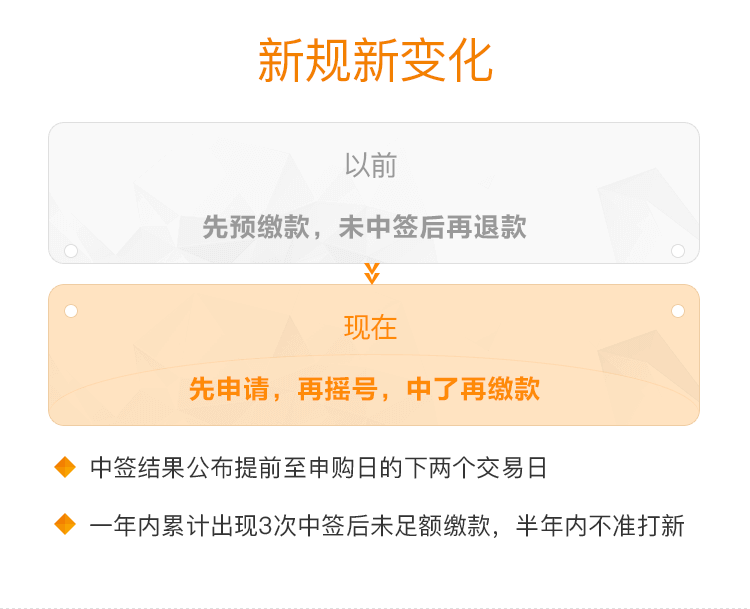 新规新变化
以前
先预缴款，未中签后再退款
现在
先申请，再摇号，中了再缴款
中签结果公布提前至申购日的下两个交易日
一年内累计出现3次中签后未足额缴款，半年内不准打新